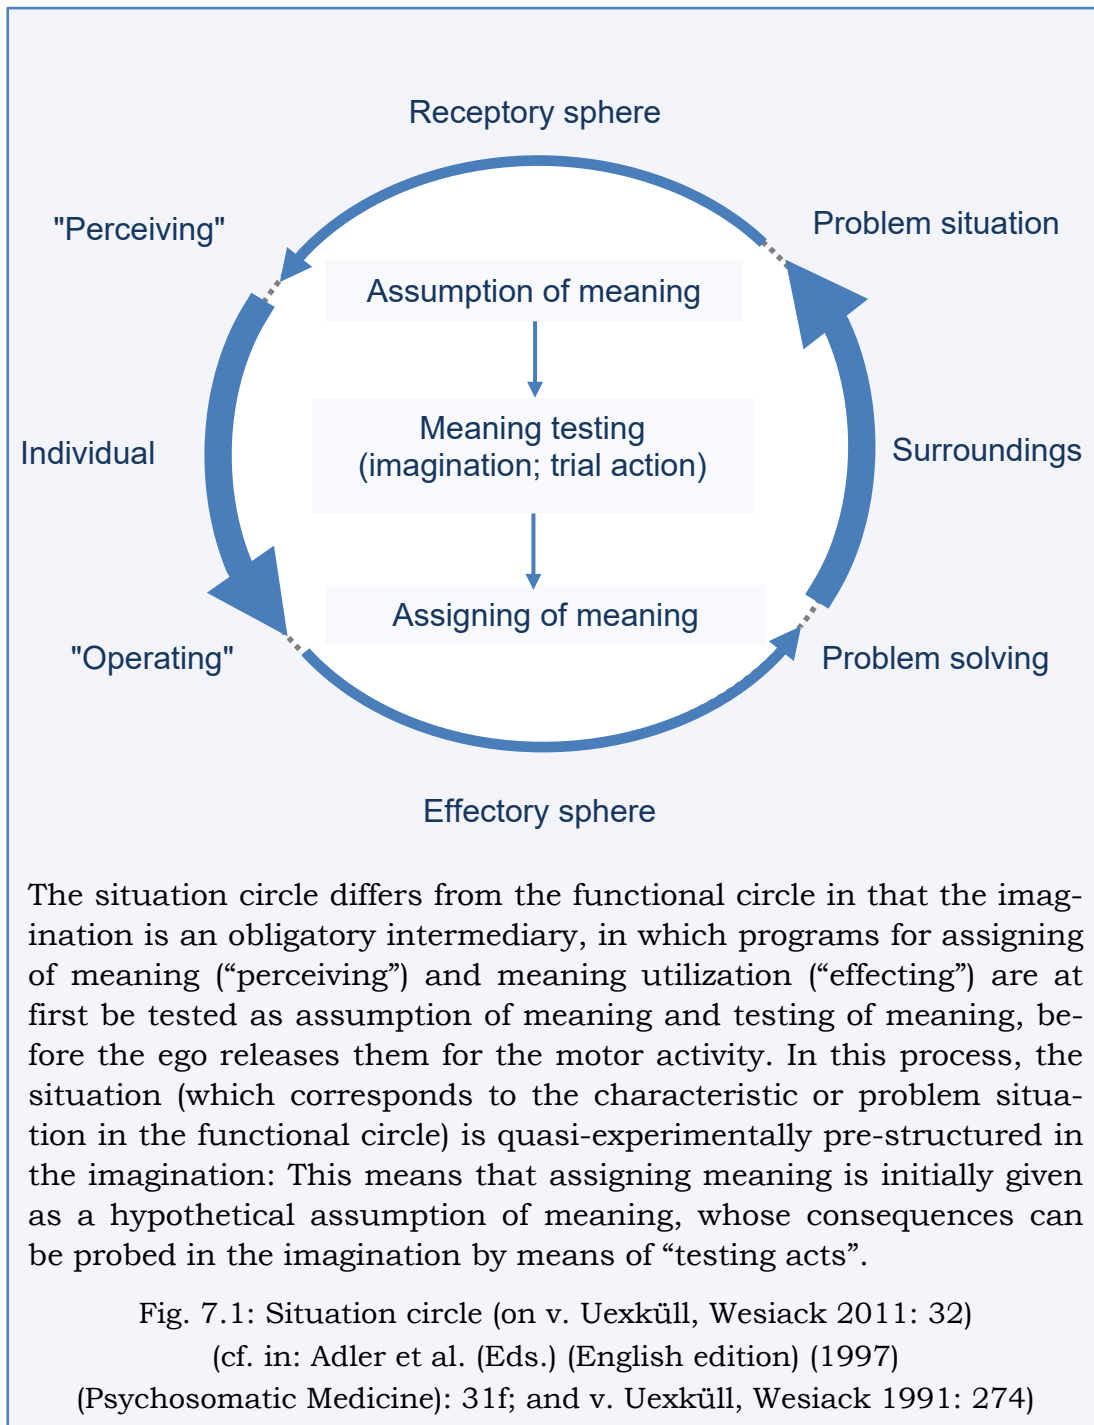 Receptory sphere
"Perceiving"
Problem situation
Assumption of meaning
Meaning testing
(imagination; trial action)
Individual
Surroundings
Assigning of meaning
"Operating"
Problem solving
Effectory sphere
The situation circle differs from the functional circle in that the imag-
ination is an obligatory intermediary, in which programs for assigning
of meaning (“perceiving”) and meaning utilization (“effecting”) are at
first be tested as assumption of meaning and testing of meaning, be-
fore the ego releases them for the motor activity. In this process, the
situation (which corresponds to the characteristic or problem situa-
tion in the functional circle) is quasi-experimentally pre-structured in
the imagination: This means that assigning meaning is initially given
as a hypothetical assumption of meaning, whose consequences can
be probed in the imagination by means of “testing acts”.
Fig. 7.1: Situation circle (on v. Uexküll, Wesiack 2011: 32)
(cf. in: Adler et al. (Eds.) (English edition) (1997)
(Psychosomatic Medicine): 31f; and v. Uexküll, Wesiack 1991: 274)